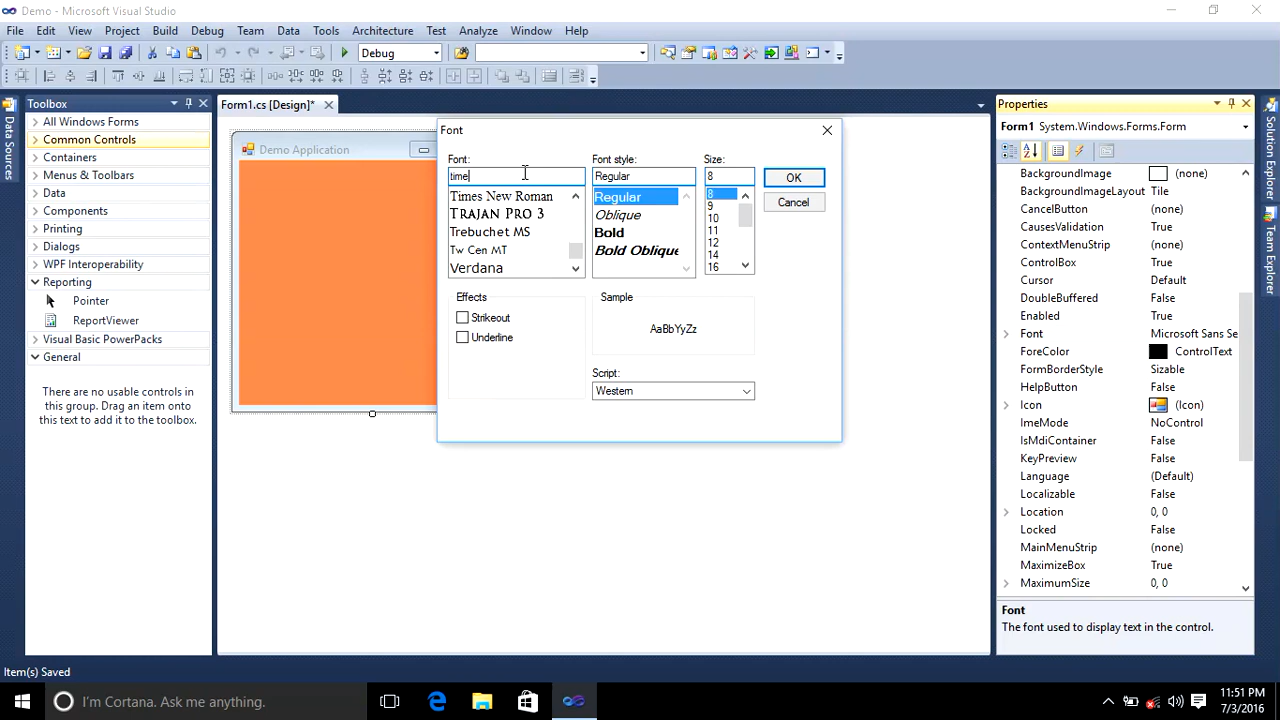 Demo - Microsoft Visual Studio
File Edit View Project Build Debug Team Data Tools Architecture Test Analyze Window Help
Debug
Toolbox
All Windows Forms
Common Controls
Containers
Menus & Toolbars
Data
Components
Printing
Dialogs
WPF Interoperability
Reporting
Pointer
ReportViewer
Visual Basic PowerPacks
General
There are no usable controls in
this group. Drag an item onto
this text to add it to the toolbox.
Data Sources
Form1.cs [Design]*
Demo Application
Font
Font:
time
Times New Roman
Trajan Pro 3
Trebuchet MS
Tw Cen MT
Verdana
Font style:
Regular
Regular
Oblique
Bold
Bold Oblique
Size:
8
8
9
10
11
12
14
16
OK
Cancel
Effects
Strikeout
Underline
Sample
AaBbYyZz
Script:
Western
Properties
Form1 System.Windows.Forms.Form
BackgroundImage (none)
BackgroundImageLayout Tile
CancelButton (none)
CausesValidation True
ContextMenuStrip (none)
ControlBox True
Cursor Default
DoubleBuffered False
Enabled True
Font Microsoft Sans Se
ForeColor ControlText
FormBorderStyle Sizable
HelpButton False
Icon (Icon)
ImeMode NoControl
IsMdiContainer False
KeyPreview False
Language (Default)
Localizable False
Location 0, 0
Locked False
MainMenuStrip (none)
MaximizeBox True
MaximumSize 0, 0
Font
The font used to display text in the control.
Solution Explorer
Team Explorer
Item(s) Saved
I'm Cortana. Ask me anything.
11:51 PM
7/3/2016